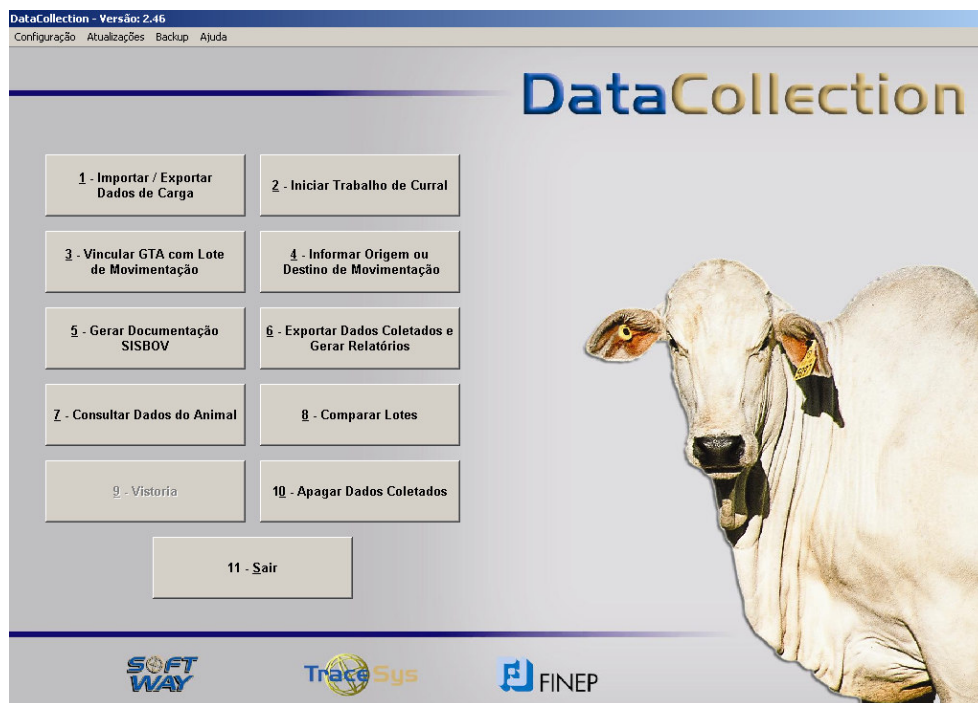 DataCollection - Versão: 2.46
Configuração Atualizações Backup Ajuda
DataCollection
1 - Importar / Exportar
Dados de Carga
2 - Iniciar Trabalho de Curral
3 - Vincular GTA com Lote
de Movimentação
4 - Informar Origem ou
Destino de Movimentação
5 - Gerar Documentação
SISBOV
6 - Exportar Dados Coletados e
Gerar Relatórios
7 - Consultar Dados do Animal
8 - Comparar Lotes
9 - Vistoria
10 - Apagar Dados Coletados
11 - Sair
SOFT
WAY
TraceSys
FINEP